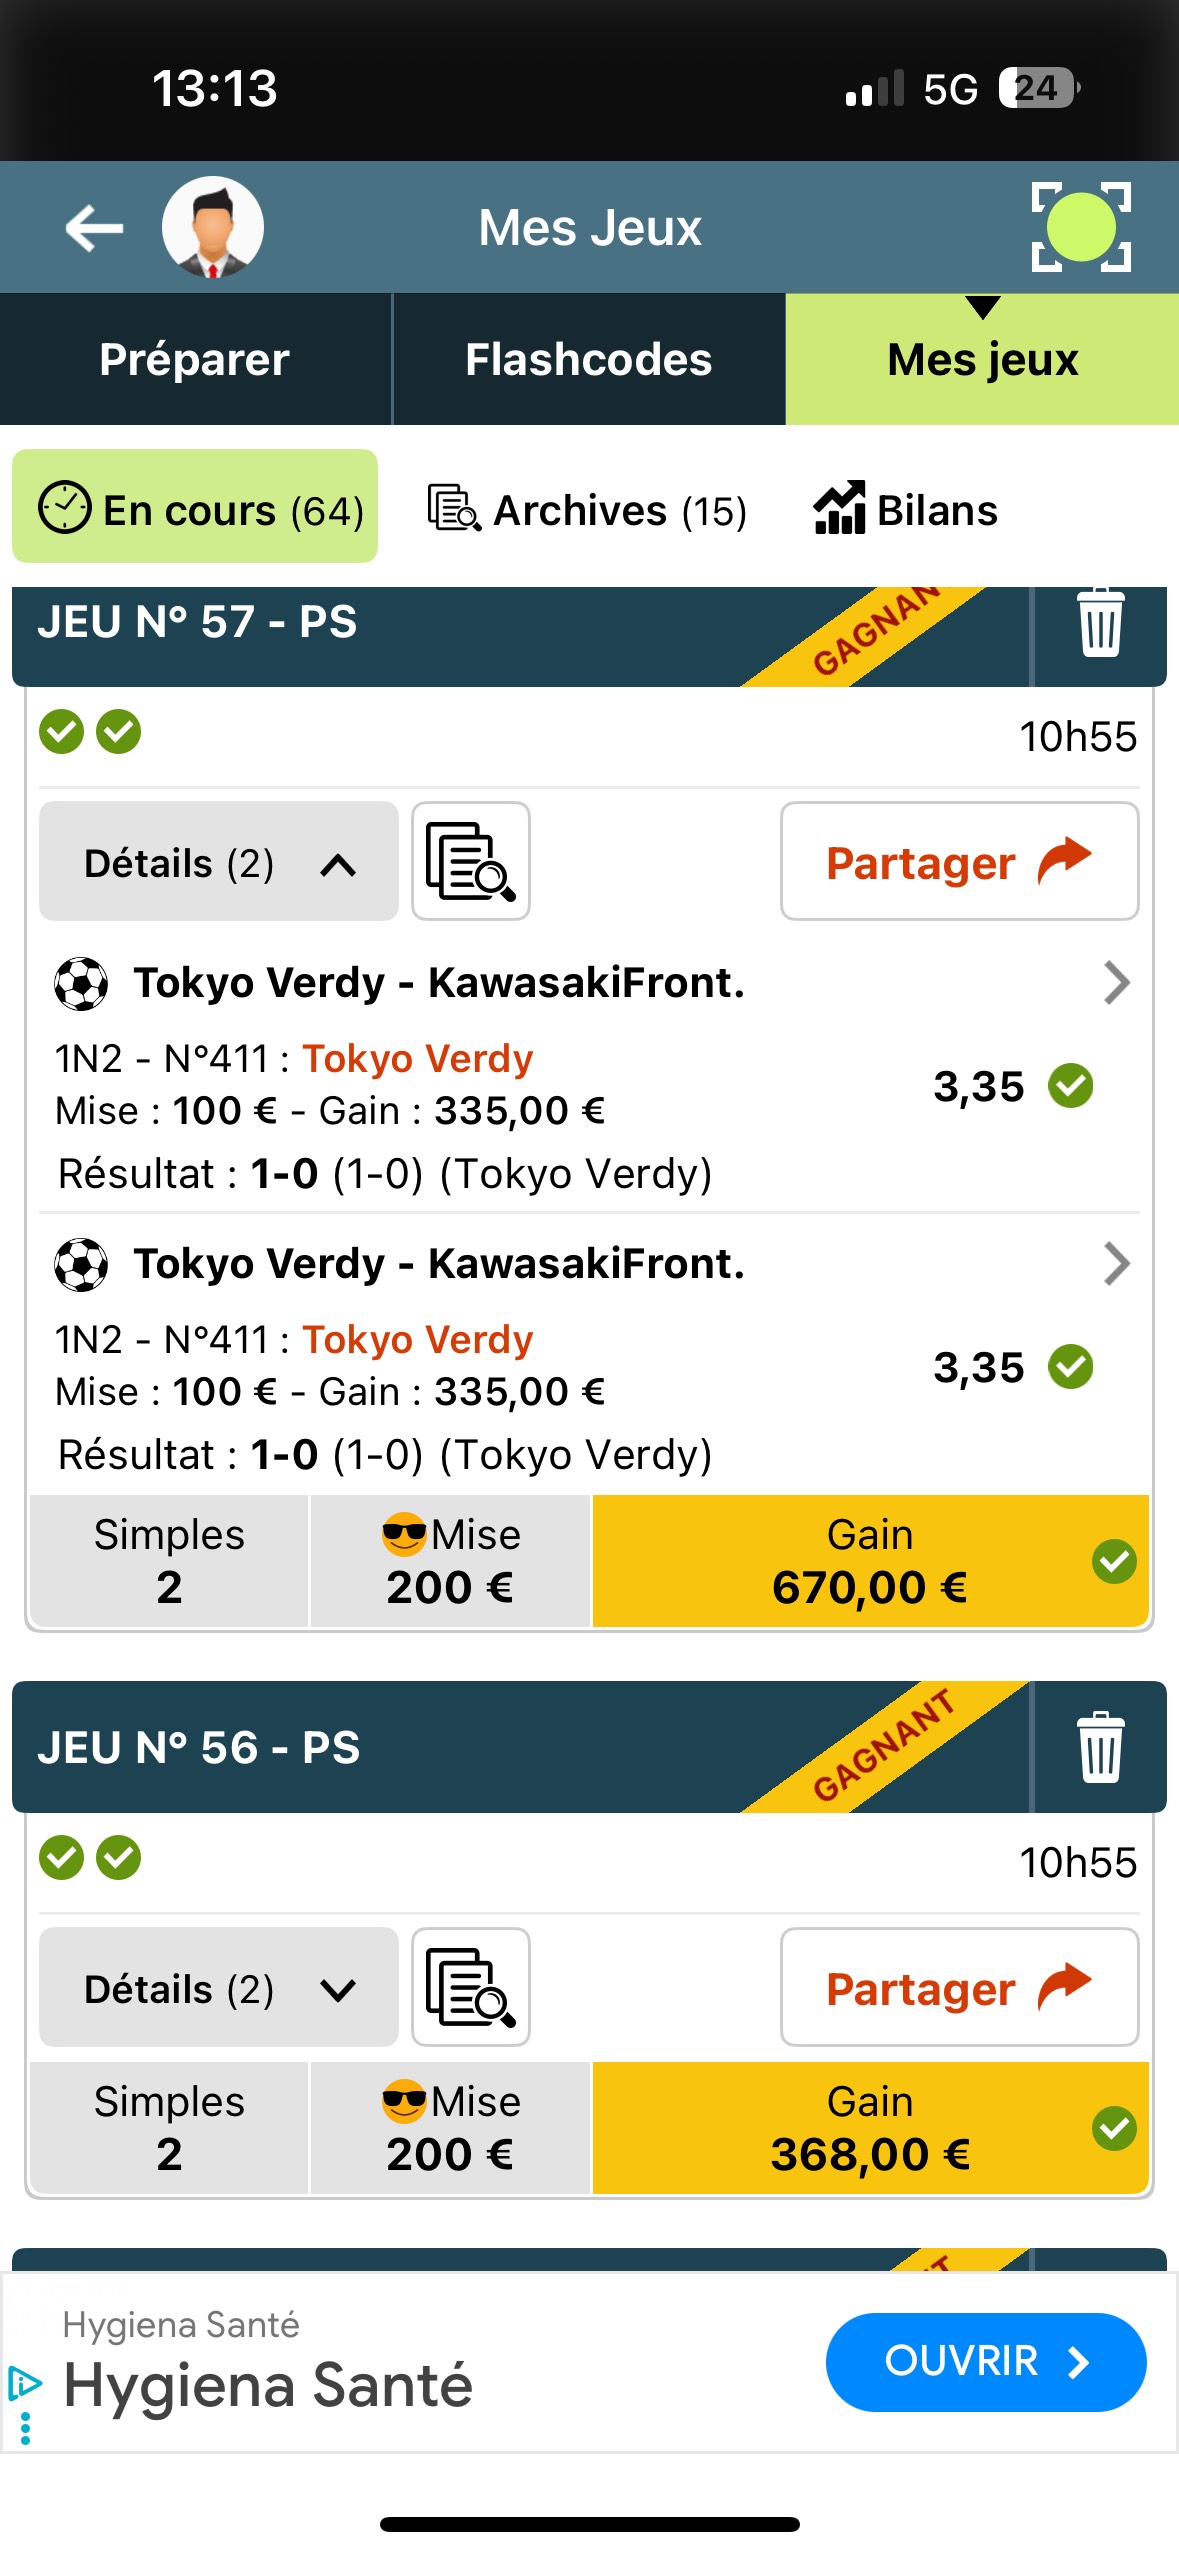 13:13
5G 24
Mes Jeux
Préparer
Flashcodes
Mes jeux
En cours (64)
Archives (15)
Bilans
JEU N° 57 - PS
GAGNAN
10h55
Détails (2)
Partager
Tokyo Verdy - KawasakiFront.
1N2 - N°411 : Tokyo Verdy
Mise : 100 € - Gain : 335,00 €
3,35
Résultat : 1-0 (1-0) (Tokyo Verdy)
Tokyo Verdy - KawasakiFront.
1N2 - N°411 : Tokyo Verdy
Mise : 100 € - Gain : 335,00 €
3,35
Résultat : 1-0 (1-0) (Tokyo Verdy)
Simples
2
Mise
200 €
Gain
670,00 €
JEU N° 56 - PS
GAGNANT
10h55
Détails (2)
Partager
Simples
2
Mise
200 €
Gain
368,00 €
Hygiena Santé
Hygiena Santé
OUVRIR